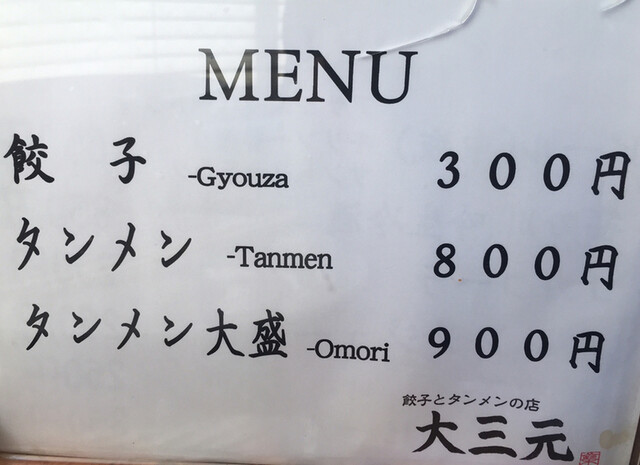 MENU
餃子 -Gyouza 300円
タンメン -Tanmen 800円
タンメン大盛 -Omori 900円
餃子とタンメンの店
大三元